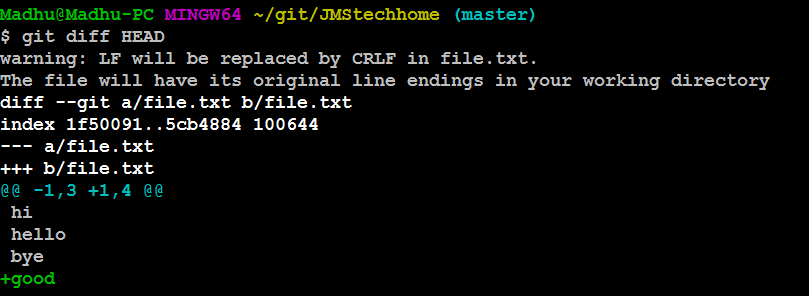 Madhu@Madhu-PC MINGW64 ~/git/JMStechhome (master)
$ git diff HEAD
warning: LF will be replaced by CRLF in file.txt.
The file will have its original line endings in your working directory
diff --git a/file.txt b/file.txt
index 1f50091..5cb4884 100644
--- a/file.txt
+++ b/file.txt
@@ -1,3 +1,4 @@
 hi
 hello
 bye
+good